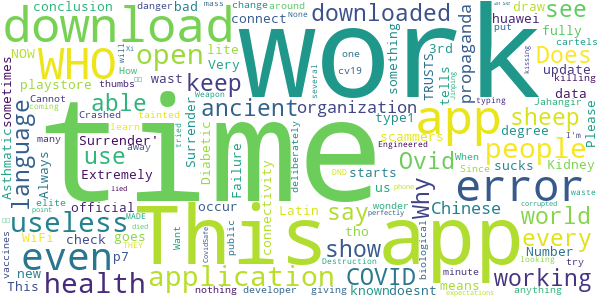 conclusion danger bad mass change around None draw cartels
download WHO downloaded see
NOW open lite connect something 3rd huawei How will Xi one put
Very propaganda fully
playstore thumbs cv19 work Does
sometimes wast keep TRUSTS Jinping kissing update killing
Cannot able ancient tells Please data
coming Crashed tainted organization app sheep
many learn tried type1 Jahangir
language Surrender' away Surrender time scammers degree people
Asthmatic use Diabetic Failure deliberately Ovid When Kidney
Always Extremely starts us typing I'm error
official lied DND sucks Since
useless elite occur connectivity Latin say Why Chinese phone
point tho wonder biological Engineered world
even WiFi check goes public Want CovidSafe show Number waste
p7 MADE died THEY Destruction minute corrupted every
vaccines new application This app COVID means perfectly working
health several Weapon looking try
This nothing developer giving knowdoesnt anything expectations